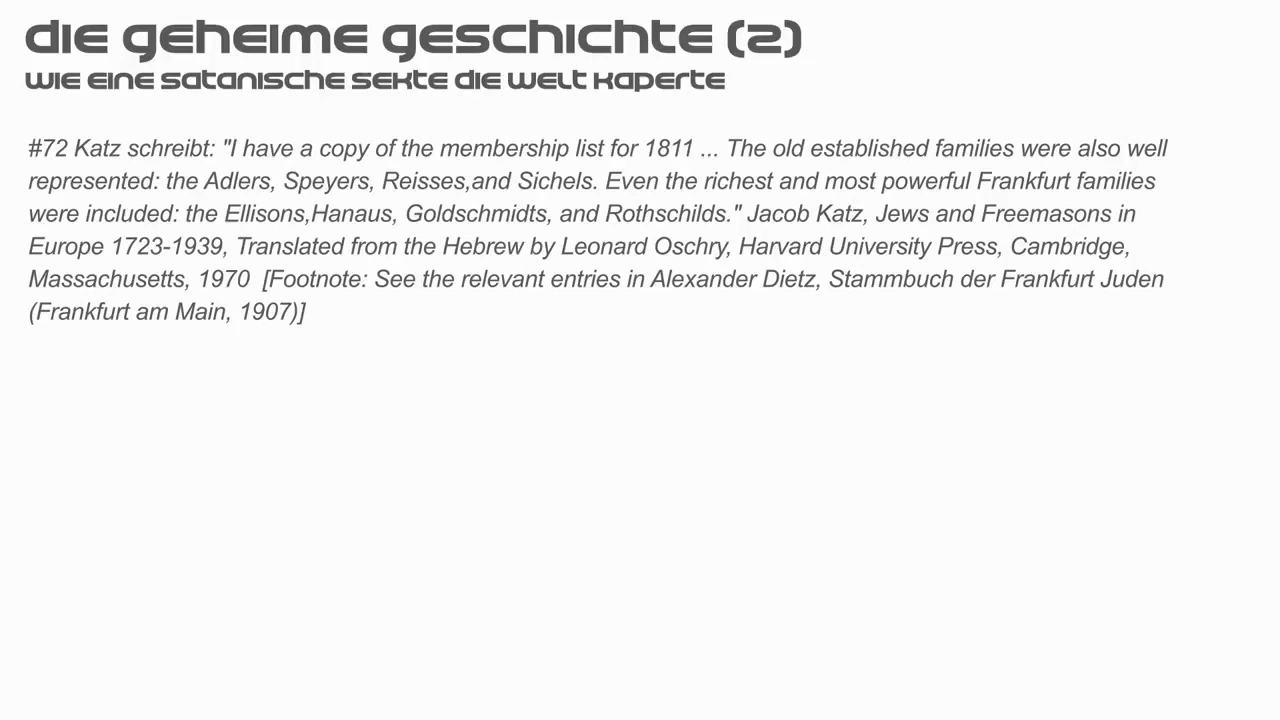 DIE GEHEIME GESCHICHTE (2)
WIE EINE SATANISCHE SEKTE DIE WELT KAPERTE
#72 Katz schreibt: "I have a copy of the membership list for 1811 ... The old established families were also well
represented: the Adlers, Speyers, Reisses,and Sichels. Even the richest and most powerful Frankfurt families
were included: the Ellisons,Hanaus, Goldschmidts, and Rothschilds." Jacob Katz, Jews and Freemasons in
Europe 1723-1939, Translated from the Hebrew by Leonard Oschry, Harvard University Press, Cambridge,
Massachusetts, 1970  [Footnote: See the relevant entries in Alexander Dietz, Stammbuch der Frankfurt Juden
(Frankfurt am Main, 1907)]